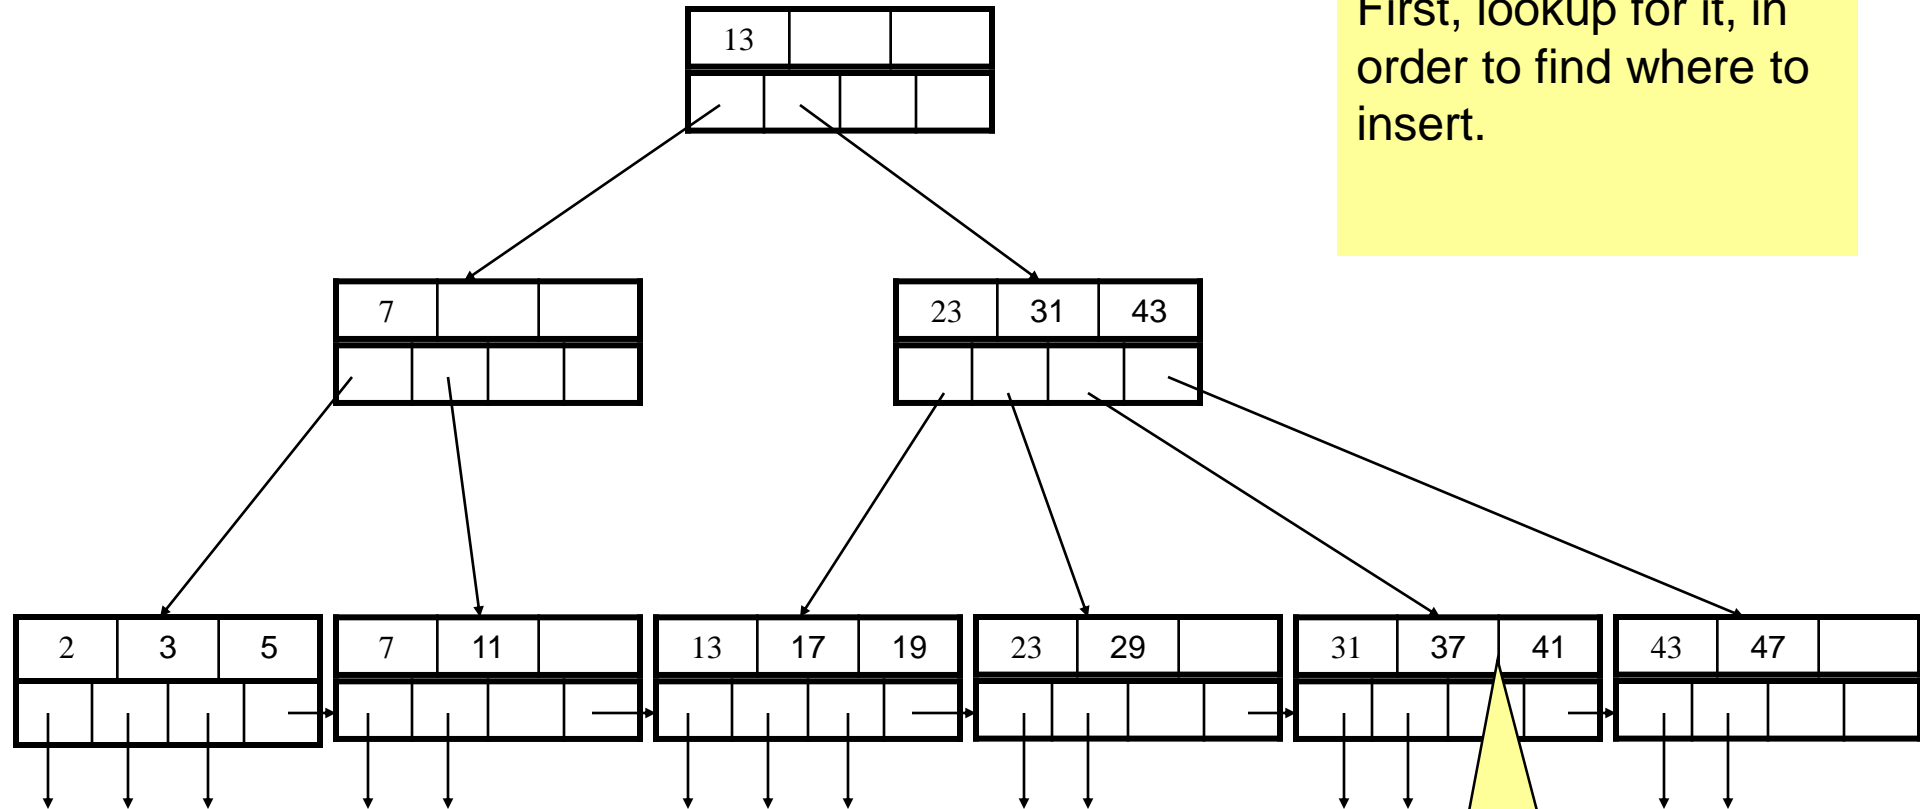 First, lookup for it, in
order to find where to
insert.
13
7
23 31 43
2 3 5 7 11 13 17 19 23 29 31 37 41 43 47